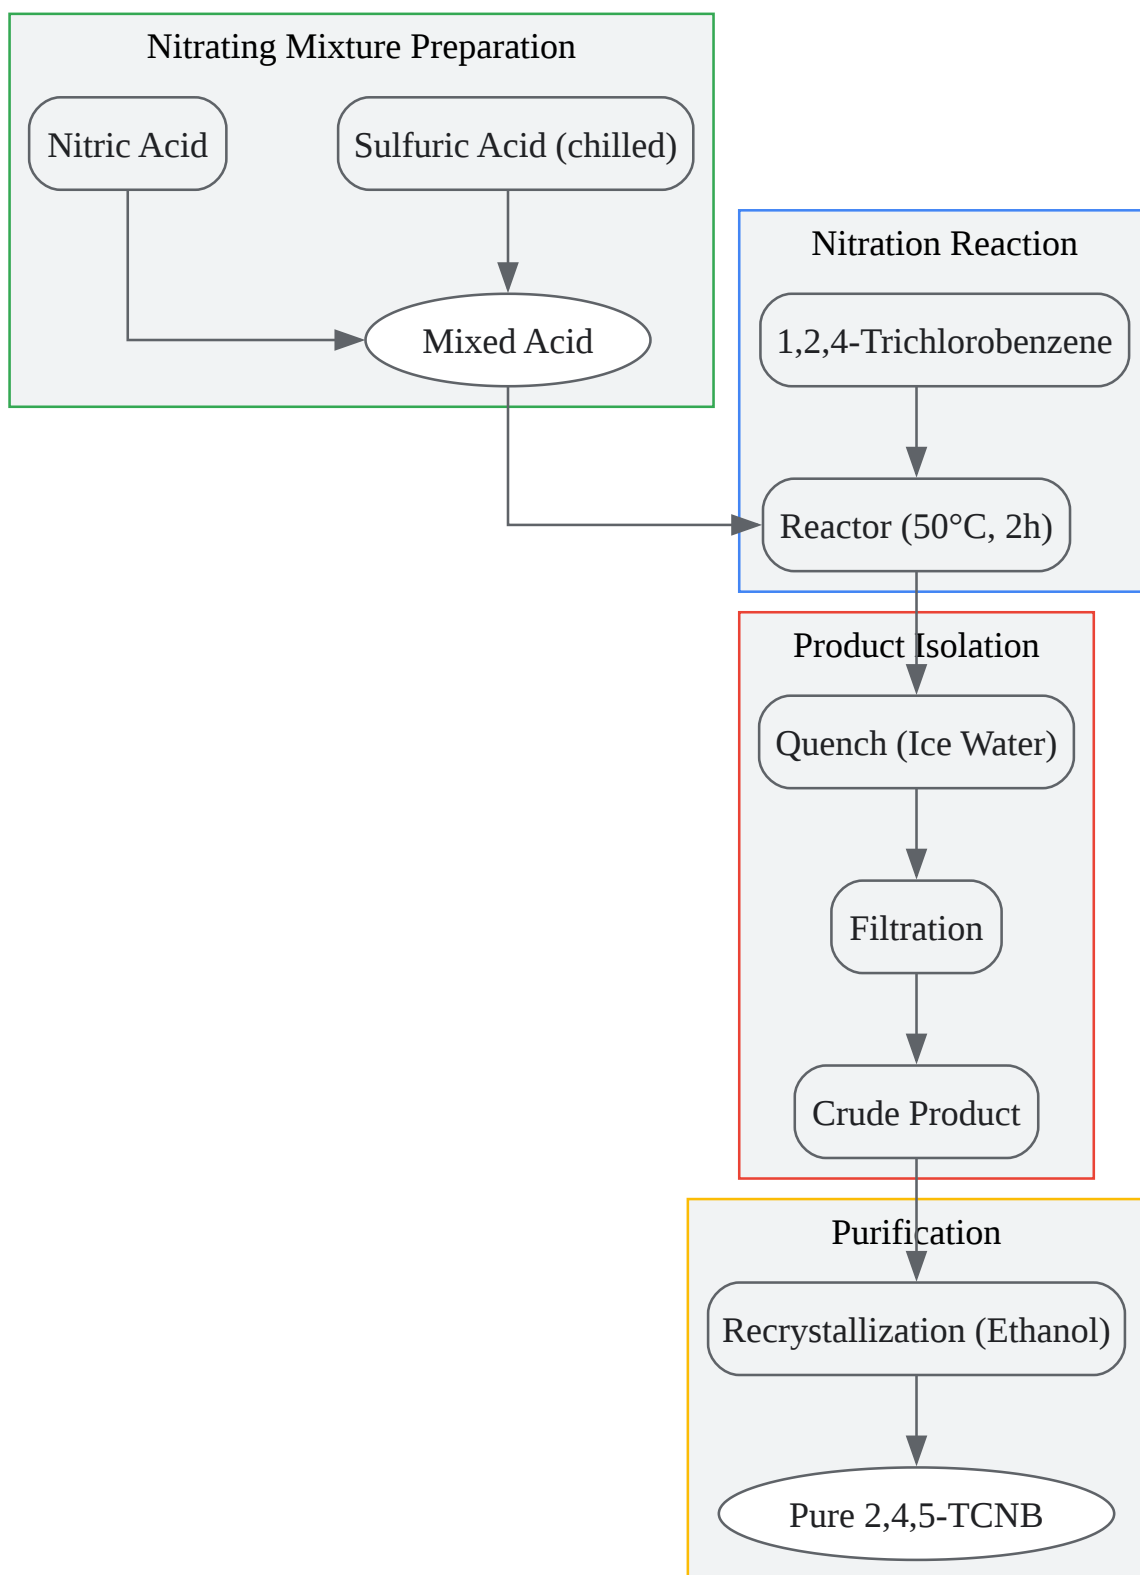 Nitrating Mixture Preparation
Nitric Acid
Sulfuric Acid (chilled)
Mixed Acid
Nitration Reaction
1,2,4-Trichlorobenzene
Reactor (50°C, 2h)
Product Isolation
Quench (Ice Water)
Filtration
Crude Product
Purification
Recrystallization (Ethanol)
Pure 2,4,5-TCNB